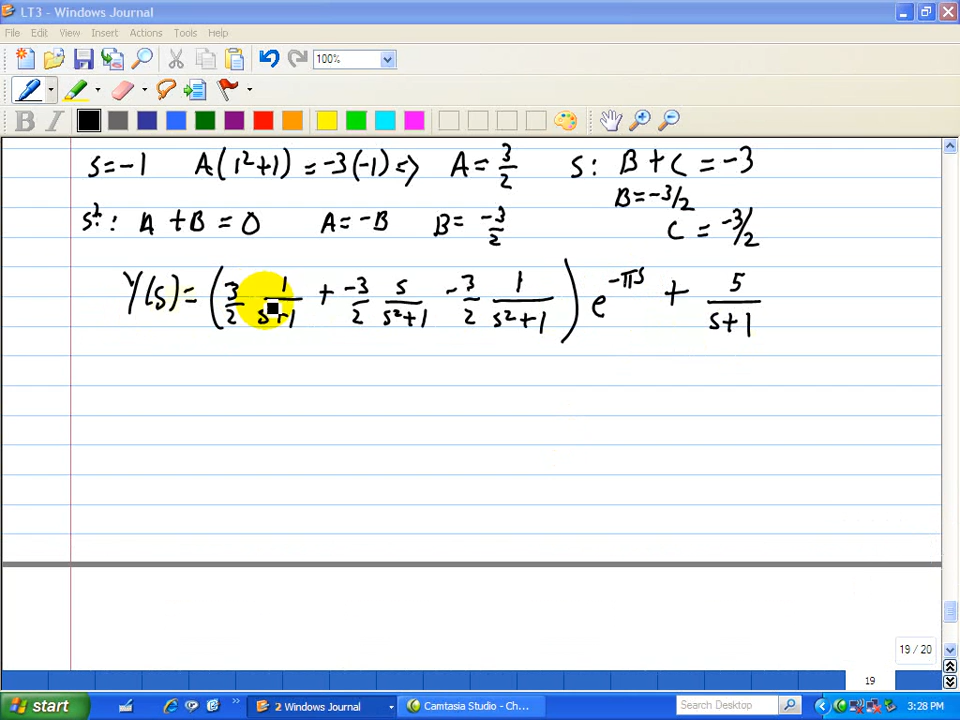 LT3 - Windows Journal
File Edit View Insert Actions Tools Help
100%
B I
s=-1 A(1²+1) = -3(-1) => A = 3/2 s: B + C = -3
B = -3/2
s²: A + B = 0 A = -B B = -3/2 C = -3/2
Y(s) = (3/2 1/(s+1) + -3/2 s/(s²+1) - 3/2 1/(s²+1)) e^(-πs) + 5/(s+1)
19 / 20
19
start 2 Windows Journal Camtasia Studio - Ch... Search Desktop 3:28 PM